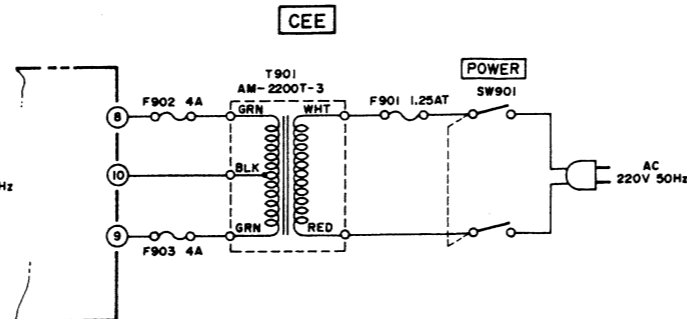 CEE
T901
AM-2200T-3
POWER
SW901
F902 4A
GRN
WHT
F901 1.25AT
8
10
BLK
AC
220V 50Hz
Hz
9
GRN
RED
F903 4A